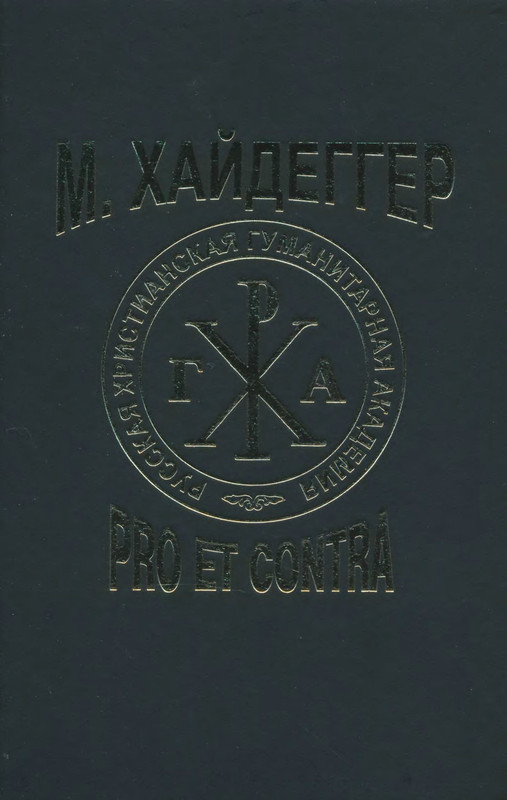 М. ХАЙДЕГГЕР
РУССКАЯ ХРИСТИАНСКАЯ ГУМАНИТАРНАЯ АКАДЕМИЯ
Р
Г Х А
PRO ET CONTRA